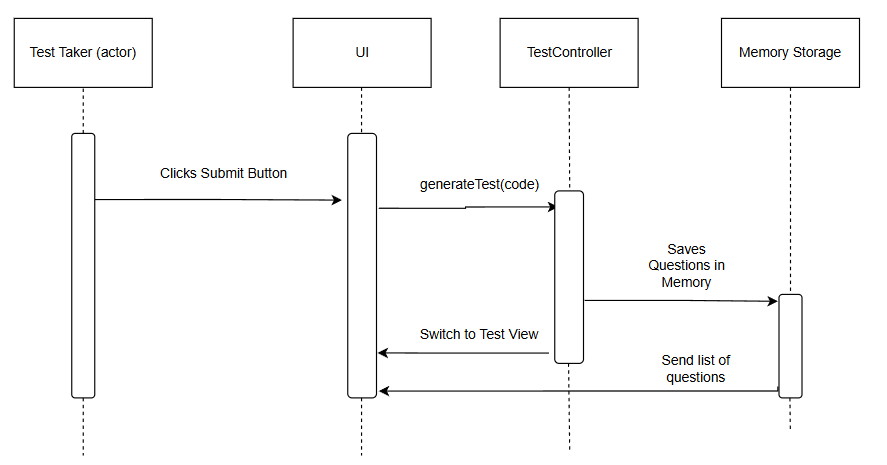 Test Taker (actor)
UI
TestController
Memory Storage
Clicks Submit Button
generateTest(code)
Saves
Questions in
Memory
Switch to Test View
Send list of
questions